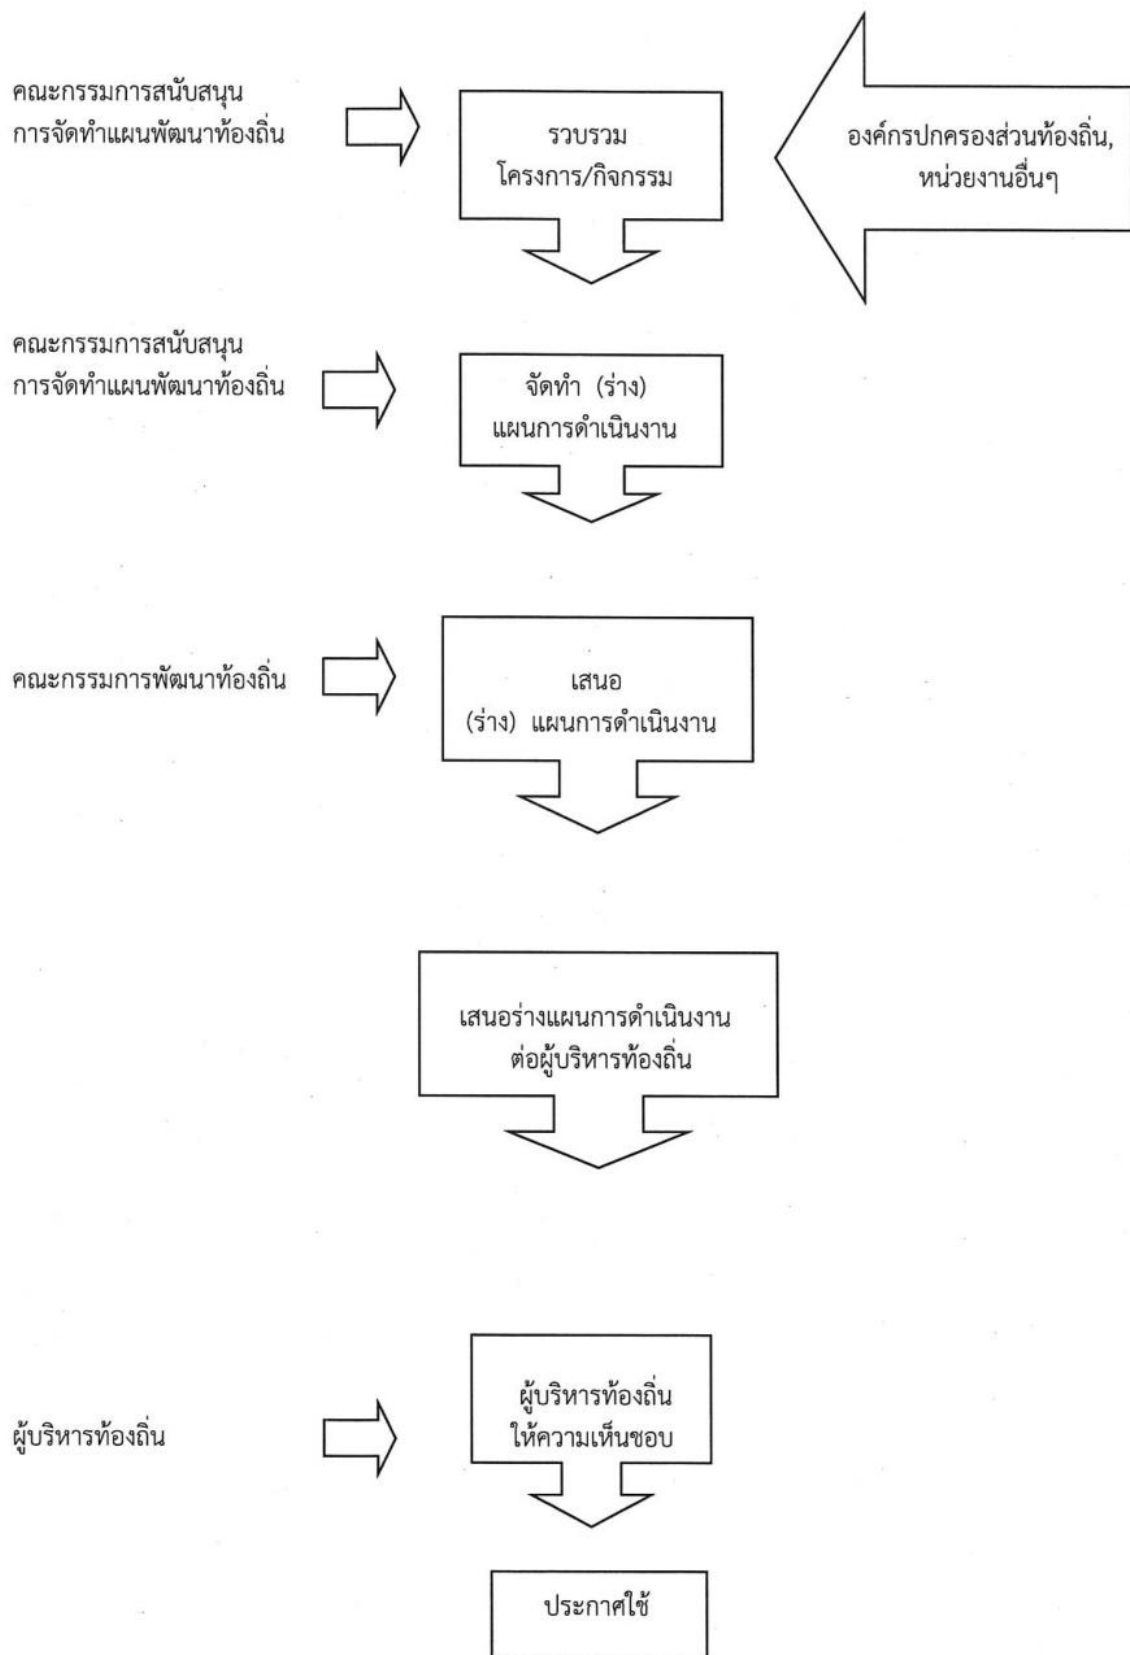 คณะกรรมการสนับสนุน
การจัดทำแผนพัฒนาท้องถิ่น
รวบรวม
โครงการ/กิจกรรม
องค์กรปกครองส่วนท้องถิ่น,
หน่วยงานอื่นๆ
คณะกรรมการสนับสนุน
การจัดทำแผนพัฒนาท้องถิ่น
จัดทำ (ร่าง)
แผนการดำเนินงาน
คณะกรรมการพัฒนาท้องถิ่น
เสนอ
(ร่าง) แผนการดำเนินงาน
เสนอร่างแผนการดำเนินงาน
ต่อผู้บริหารท้องถิ่น
ผู้บริหารท้องถิ่น
ผู้บริหารท้องถิ่น
ให้ความเห็นชอบ
ประกาศใช้